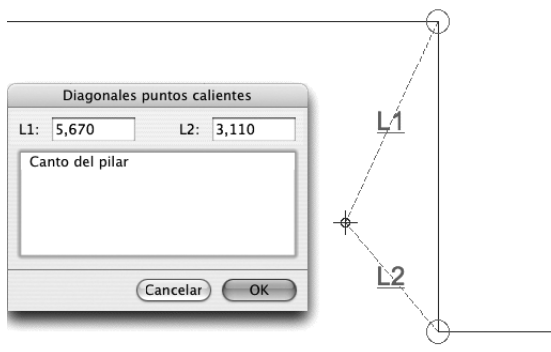 Diagonales puntos calientes
L1: 5,670 L2: 3,110
Canto del pilar
Cancelar OK
L1
L2